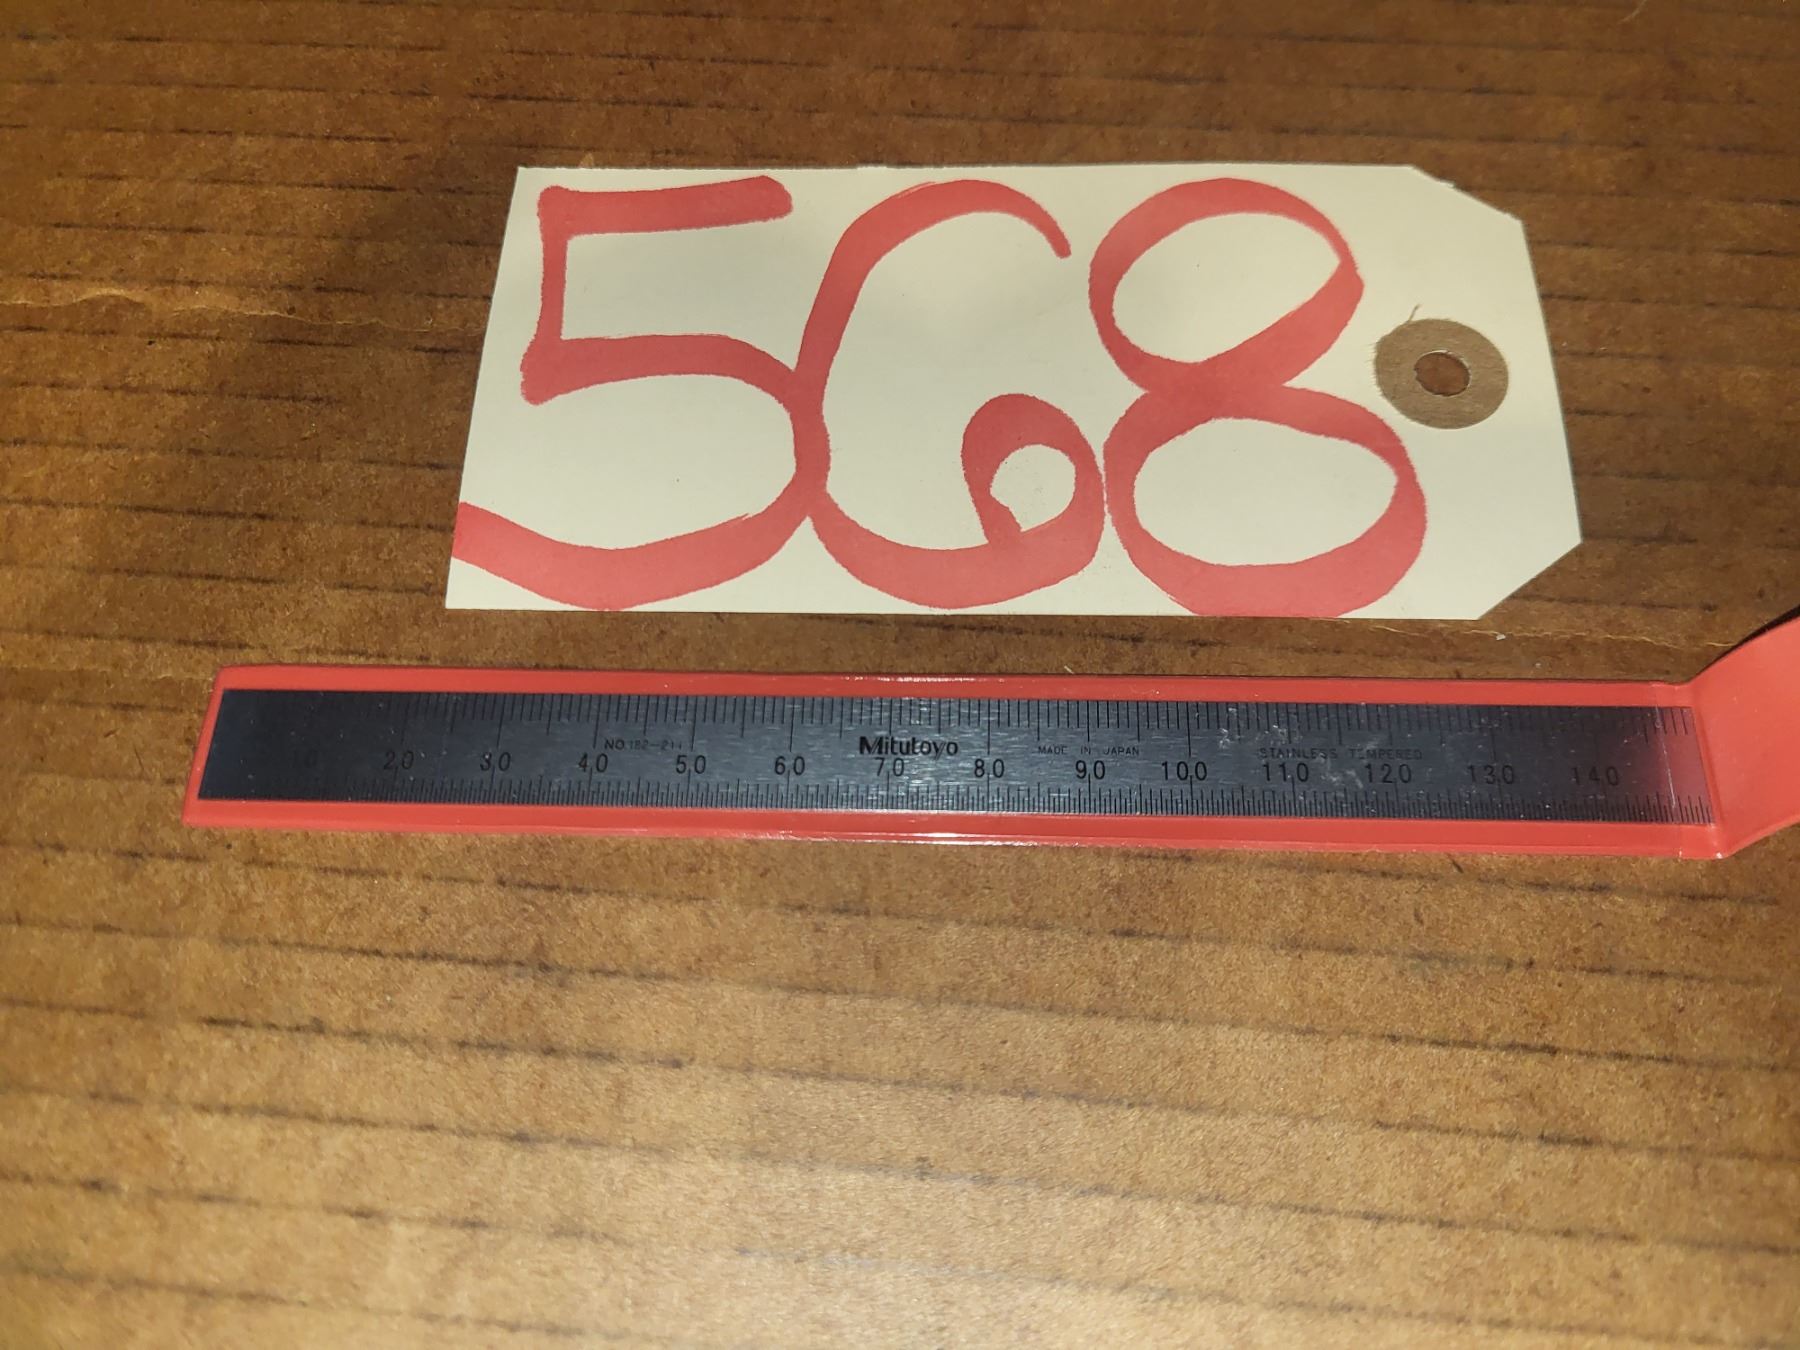 568
NO.182-211 Mitutoyo MADE IN JAPAN STAINLESS TEMPERED
10 20 30 40 50 60 70 80 90 100 110 120 130 140